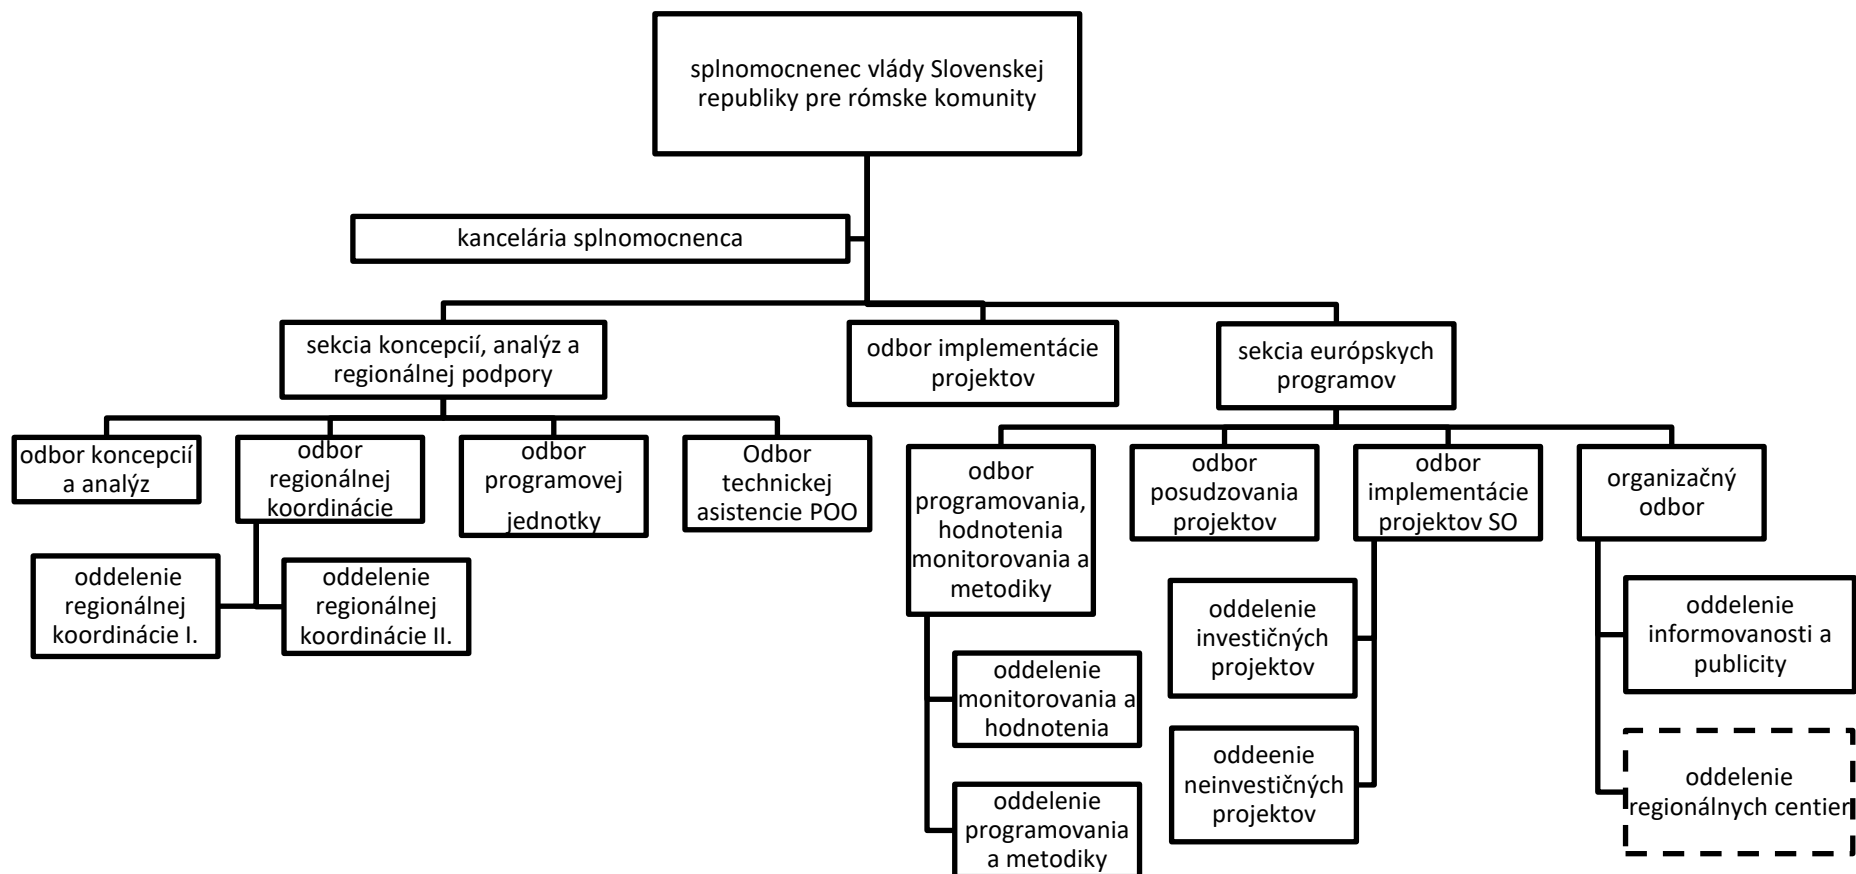 splnomocnenec vlády Slovenskej
republiky pre rómske komunity
kancelária splnomocnenca
sekcia koncepcií, analýz a
regionálnej podpory
odbor implementácie
projektov
sekcia európskych
programov
odbor koncepcií
a analýz
odbor
regionálnej
koordinácie
odbor
programovej
jednotky
Odbor
technickej
asistencie POO
odbor
programovania,
hodnotenia
monitorovania a
metodiky
odbor
posudzovania
projektov
odbor
implementácie
projektov SO
organizačný
odbor
oddelenie
regionálnej
koordinácie I.
oddelenie
regionálnej
koordinácie II.
oddelenie
monitorovania a
hodnotenia
oddelenie
programovania
a metodiky
oddelenie
investičných
projektov
oddeenie
neinvestičných
projektov
oddelenie
informovanosti a
publicity
oddelenie
regionálnych centier